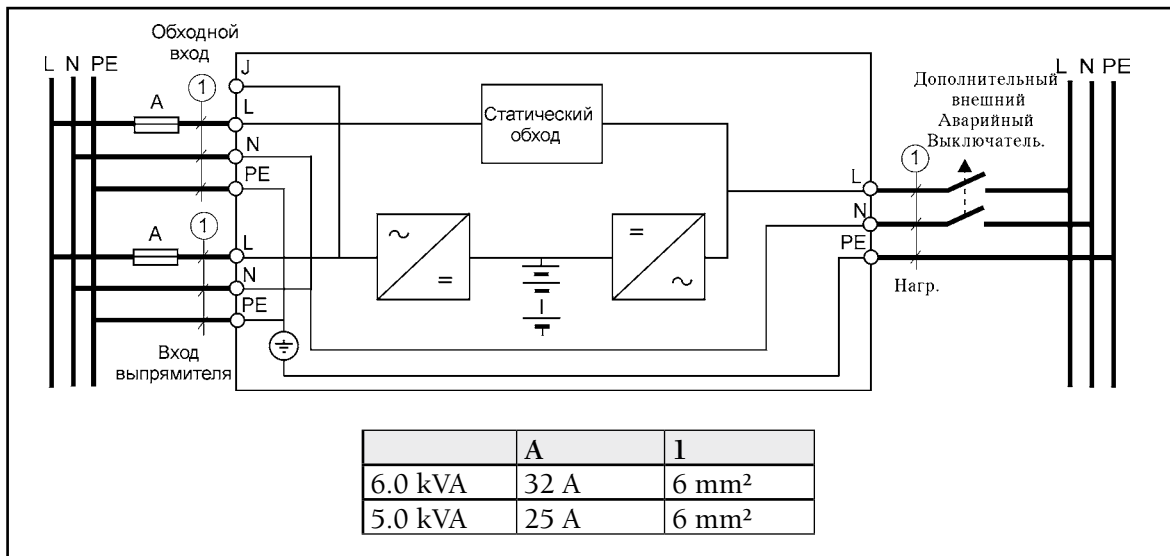 Обходной
вход
L N PE
J
1
A
L
N
PE
1
A
L
N
PE
Вход
выпрямителя
Статический
обход
~
=
=
~
L N PE
Дополнительный
внешний
Аварийный
Выключатель.
1
L
N
PE
Нагр.
A 1
6.0 kVA 32 A 6 mm²
5.0 kVA 25 A 6 mm²